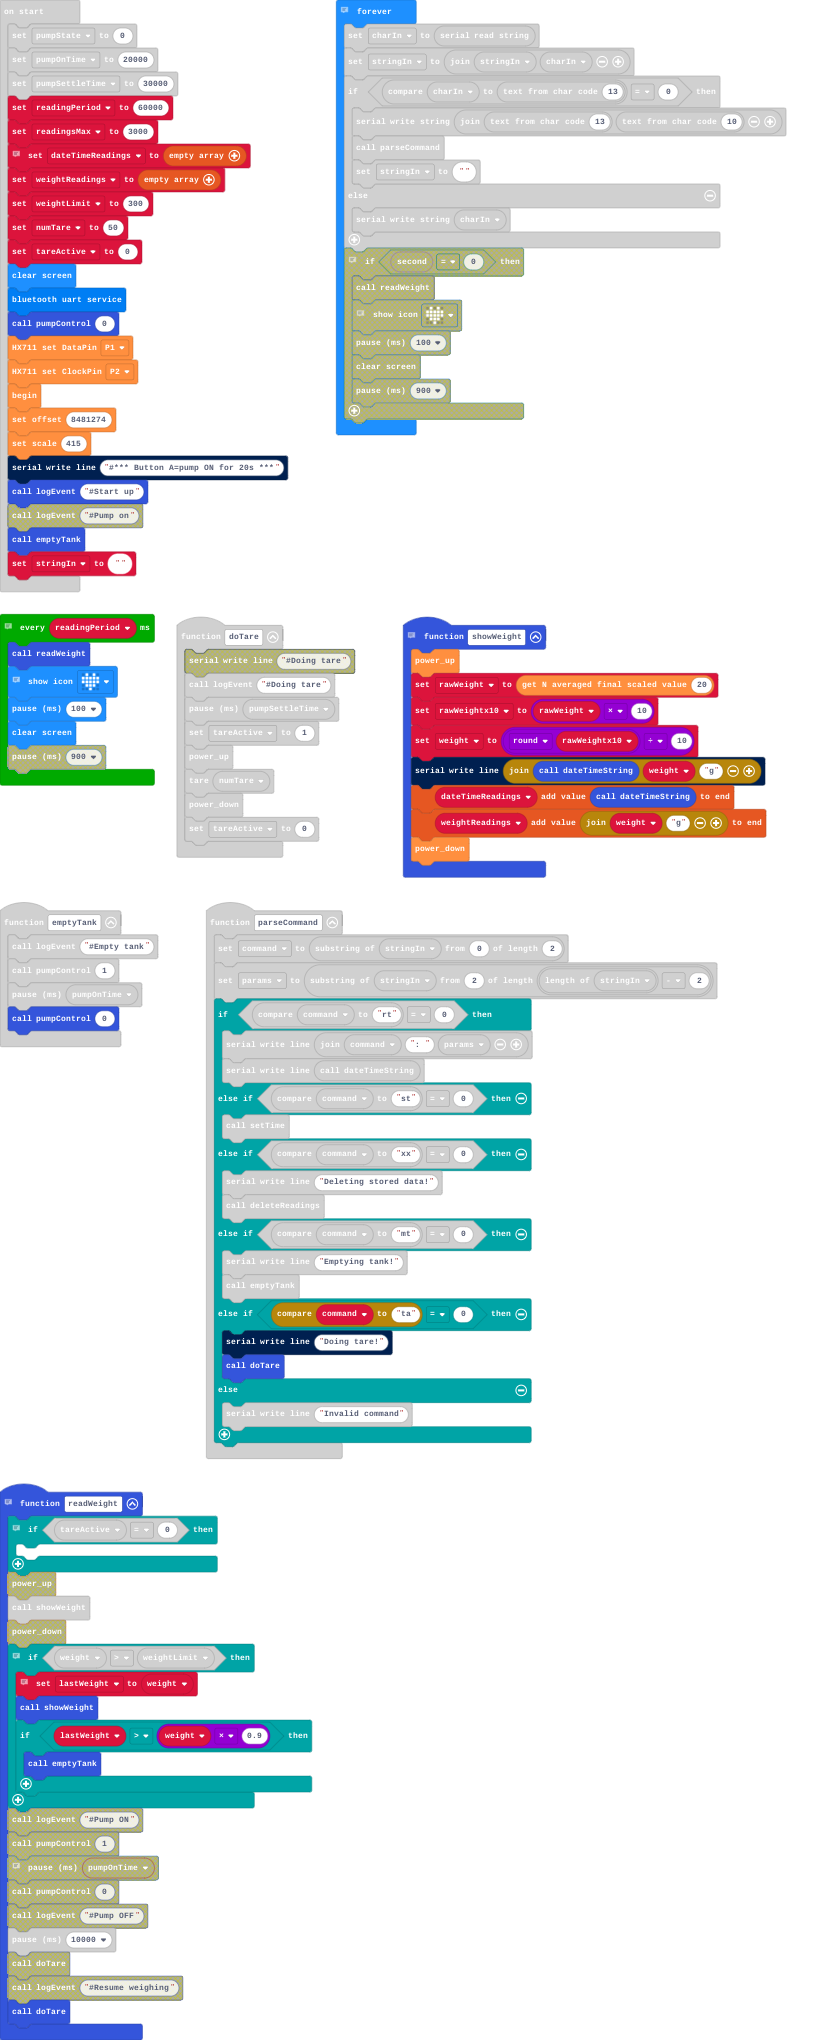 on start
set pumpState to 0
set pumpOnTime to 20000
set pumpSettleTime to 30000
set readingPeriod to 60000
set readingsMax to 3000
set dateTimeReadings to empty array
set weightReadings to empty array
set weightLimit to 300
set numTare to 50
set tareActive to 0
clear screen
bluetooth uart service
call pumpControl 0
HX711 set DataPin P1
HX711 set ClockPin P2
begin
set offset 8481274
set scale 415
serial write line "#*** Button A=pump ON for 20s ***"
call logEvent "#Start up"
call logEvent "#Pump on"
call emptyTank
set stringIn to ""
forever
set charIn to serial read string
set stringIn to join stringIn charIn
if compare charIn to text from char code 13 = 0 then
serial write string join text from char code 13 text from char code 10
call parseCommand
set stringIn to ""
else
serial write string charIn
if second = 0 then
call readWeight
show icon
pause (ms) 100
clear screen
pause (ms) 900
every readingPeriod ms
call readWeight
show icon
pause (ms) 100
clear screen
pause (ms) 900
function doTare
serial write line "#Doing tare"
call logEvent "#Doing tare"
pause (ms) pumpSettleTime
set tareActive to 1
power_up
tare numTare
power_down
set tareActive to 0
function showWeight
power_up
set rawWeight to get N averaged final scaled value 20
set rawWeightx10 to rawWeight × 10
set weight to round rawWeightx10 ÷ 10
serial write line join call dateTimeString weight "g"
dateTimeReadings add value call dateTimeString to end
weightReadings add value join weight "g" to end
power_down
function emptyTank
call logEvent "#Empty tank"
call pumpControl 1
pause (ms) pumpOnTime
call pumpControl 0
function parseCommand
set command to substring of stringIn from 0 of length 2
set params to substring of stringIn from 2 of length length of stringIn - 2
if compare command to "rt" = 0 then
serial write line join command ": " params
serial write line call dateTimeString
else if compare command to "st" = 0 then
call setTime
else if compare command to "xx" = 0 then
serial write line "Deleting stored data!"
call deleteReadings
else if compare command to "mt" = 0 then
serial write line "Emptying tank!"
call emptyTank
else if compare command to "ta" = 0 then
serial write line "Doing tare!"
call doTare
else
serial write line "Invalid command"
function readWeight
if tareActive = 0 then
power_up
call showWeight
power_down
if weight > weightLimit then
set lastWeight to weight
call showWeight
if lastWeight > weight × 0.9 then
call emptyTank
call logEvent "#Pump ON"
call pumpControl 1
pause (ms) pumpOnTime
call pumpControl 0
call logEvent "#Pump OFF"
pause (ms) 10000
call doTare
call logEvent "#Resume weighing"
call doTare